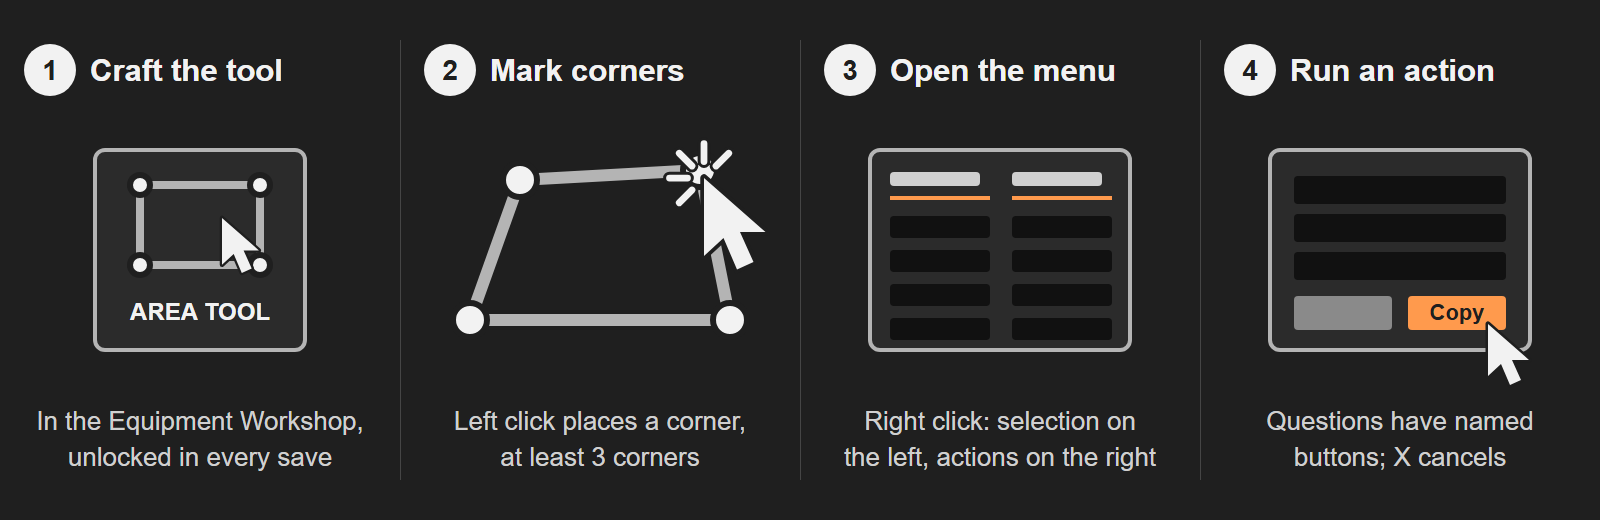 1 Craft the tool
AREA TOOL
In the Equipment Workshop,
unlocked in every save
2 Mark corners
Left click places a corner,
at least 3 corners
3 Open the menu
Right click: selection on
the left, actions on the right
4 Run an action
Copy
Questions have named
buttons; X cancels